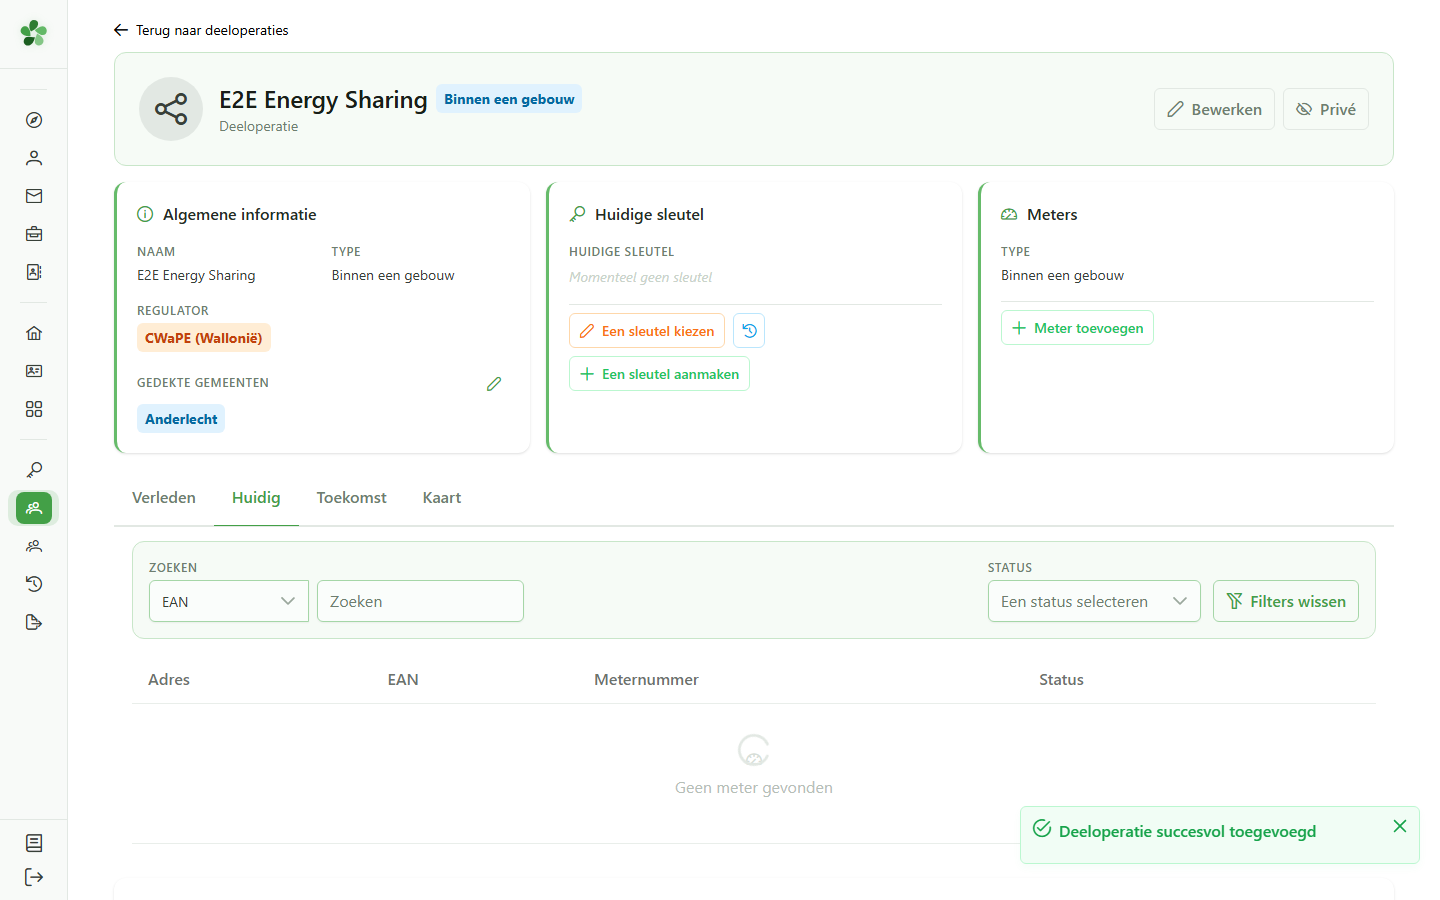 Terug naar deeloperaties
E2E Energy Sharing
Binnen een gebouw
Deeloperatie
Bewerken
Privé
Algemene informatie
NAAM
TYPE
E2E Energy Sharing
Binnen een gebouw
REGULATOR
CWaPE (Wallonië)
GEDEKTE GEMEENTEN
Anderlecht
Huidige sleutel
HUIDIGE SLEUTEL
Momenteel geen sleutel
Een sleutel kiezen
Een sleutel aanmaken
Meters
TYPE
Binnen een gebouw
Meter toevoegen
Verleden
Huidig
Toekomst
Kaart
ZOEKEN
EAN
Zoeken
STATUS
Een status selecteren
Filters wissen
Adres
EAN
Meternummer
Status
Geen meter gevonden
Deeloperatie succesvol toegevoegd